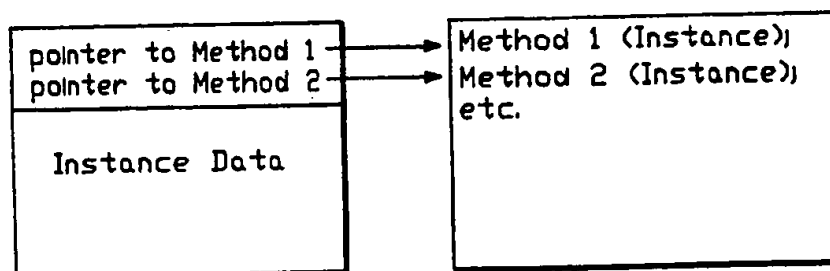 pointer to Method 1
pointer to Method 2
Instance Data
Method 1 (Instance);
Method 2 (Instance);
etc.